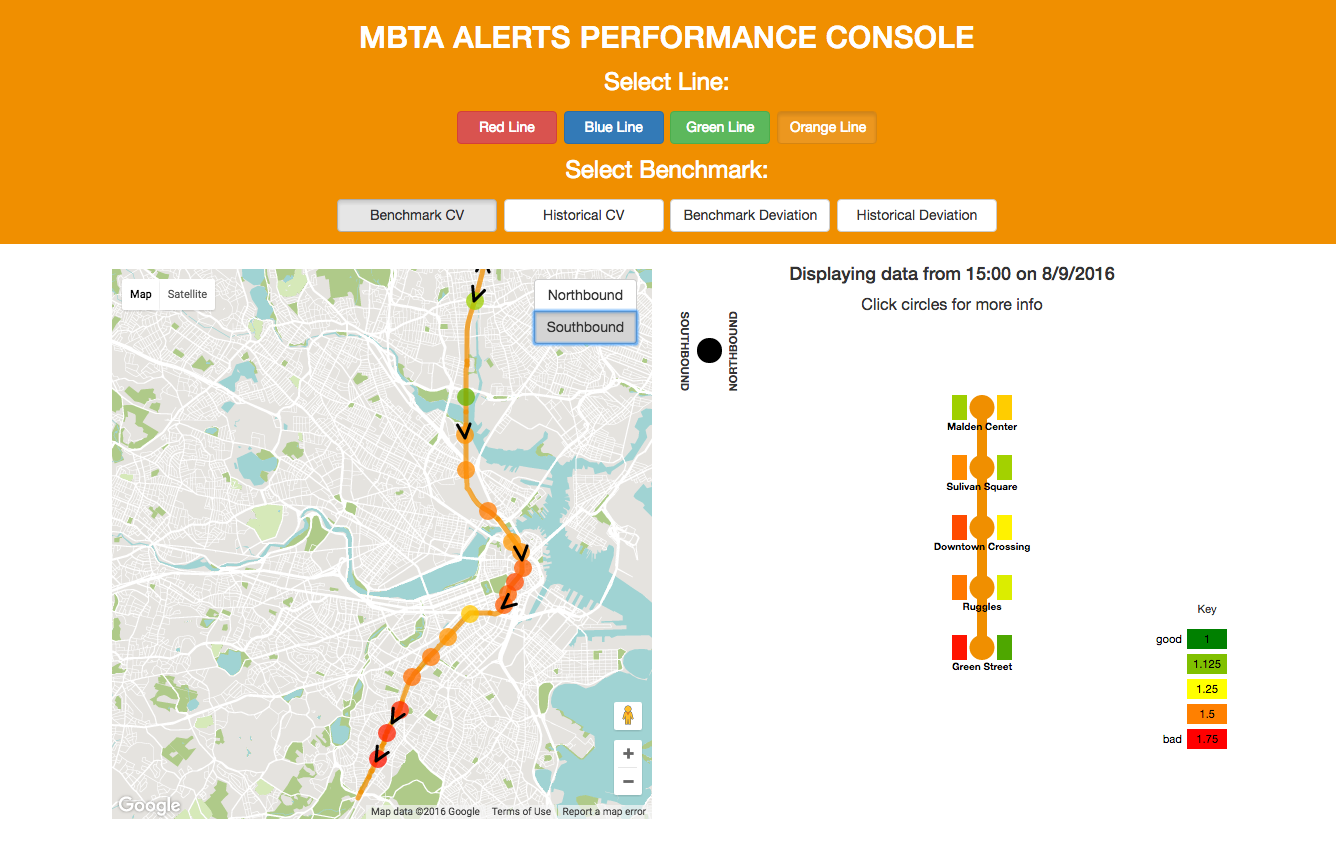 MBTA ALERTS PERFORMANCE CONSOLE
Select Line:
Red Line Blue Line Green Line Orange Line
Select Benchmark:
Benchmark CV Historical CV Benchmark Deviation Historical Deviation
Map Satellite
Northbound
Southbound
Google
Map data ©2016 Google Terms of Use Report a map error
Displaying data from 15:00 on 8/9/2016
Click circles for more info
SOUTHBOUND
NORTHBOUND
Malden Center
Sulivan Square
Downtown Crossing
Ruggles
Green Street
Key
good 1
1.125
1.25
1.5
bad 1.75